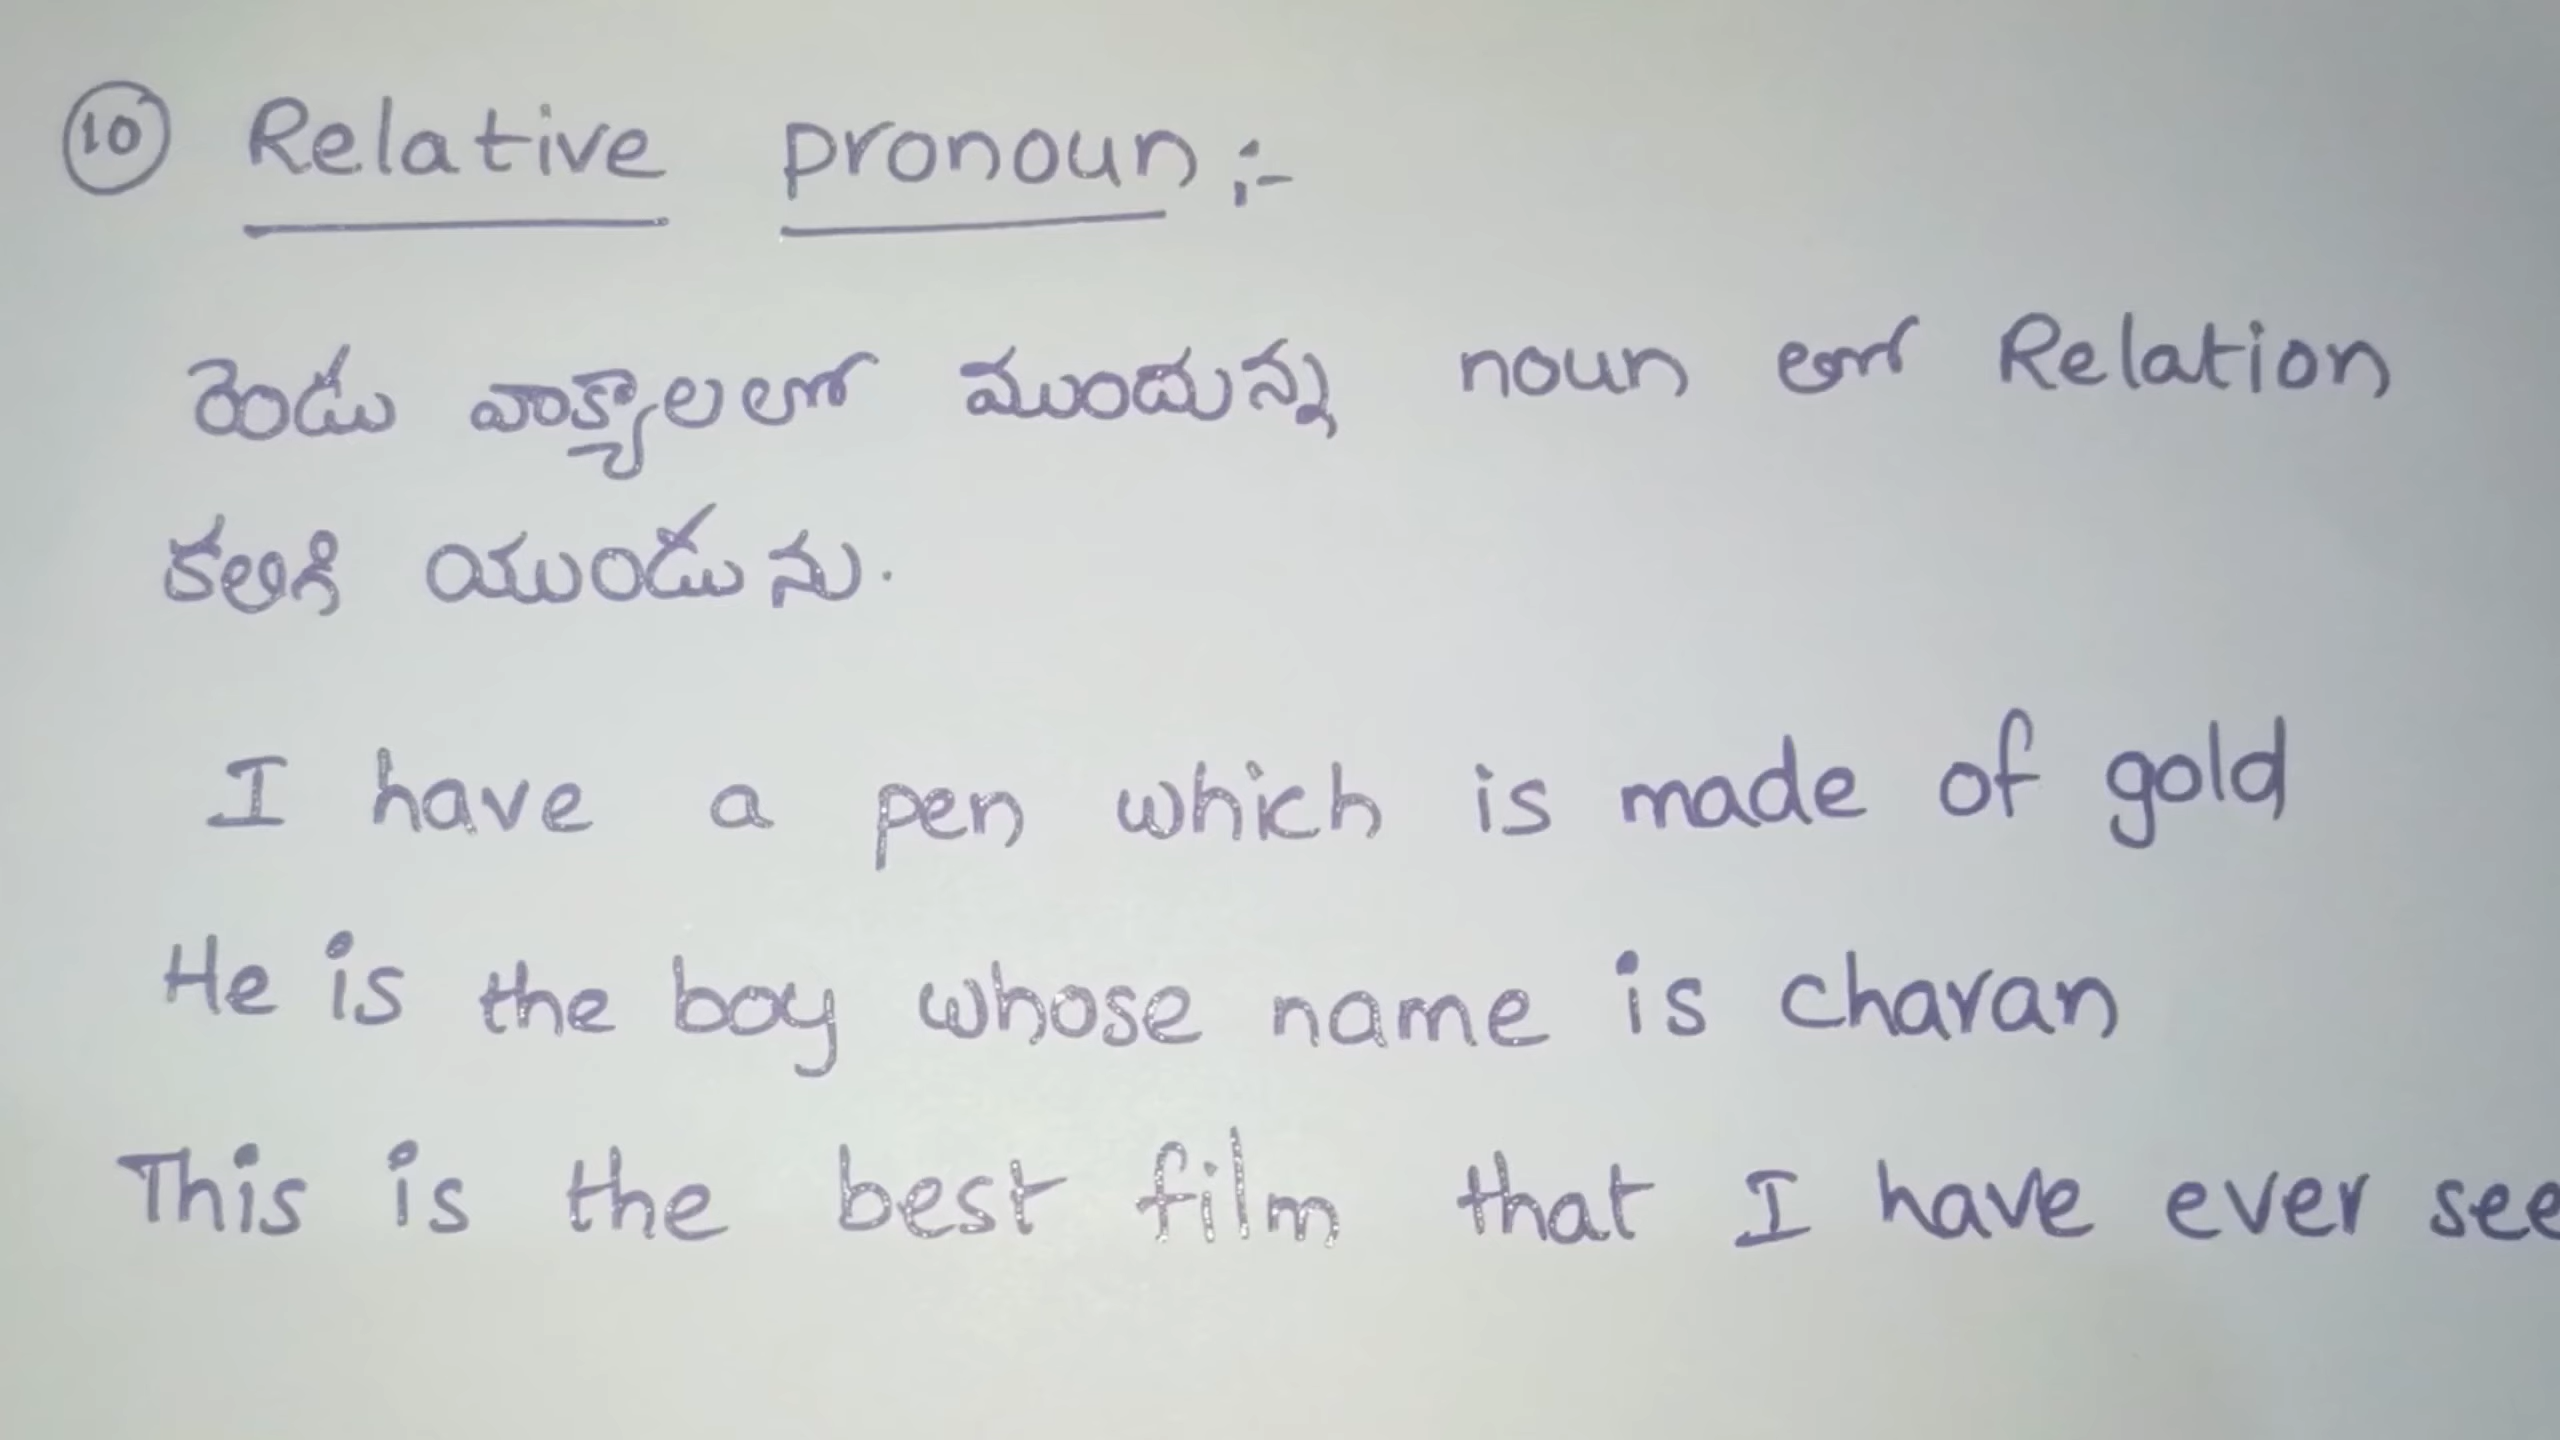 10 Relative pronoun :-
రెండు వాక్యాలలో ముందున్న noun తో Relation
కలిగి యుండును.
I have a pen which is made of gold
He is the boy whose name is charan
This is the best film that I have ever see